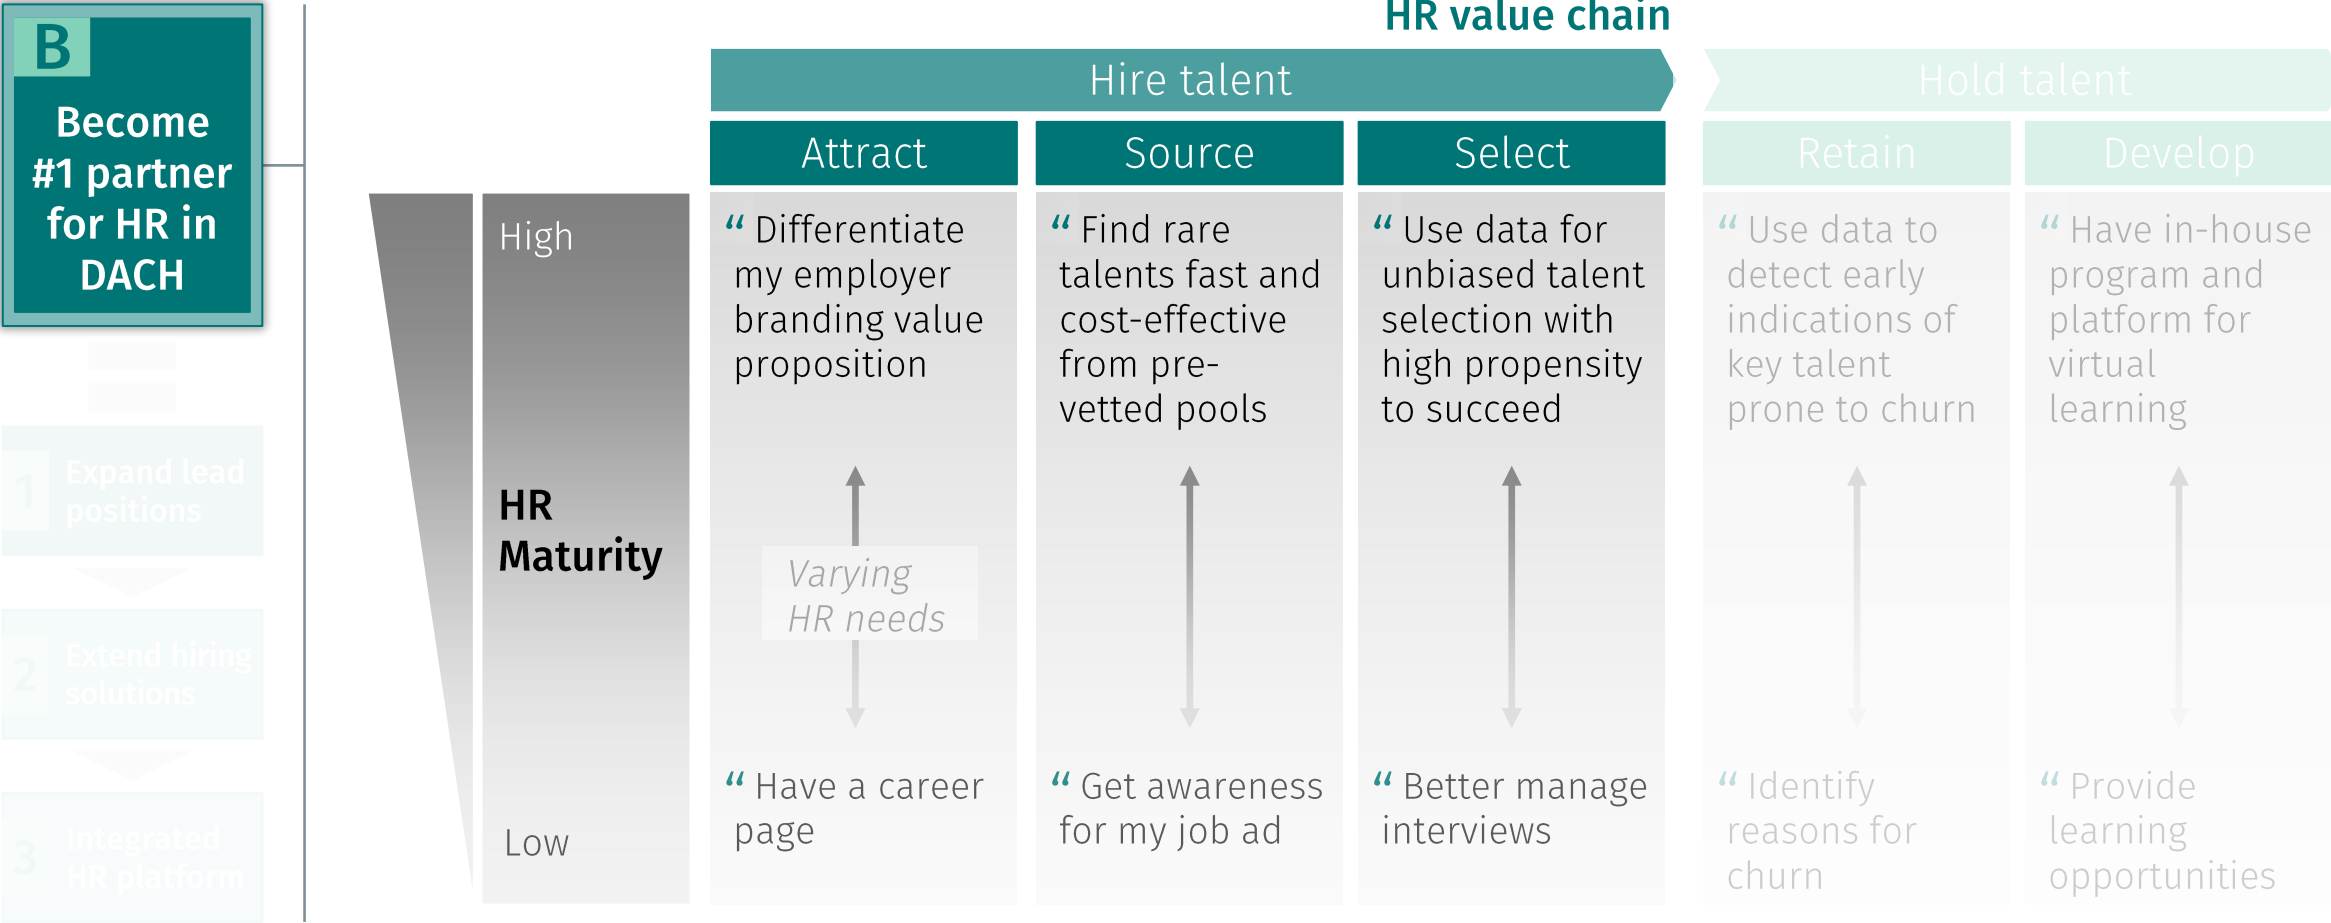 B
Become
#1 partner
for HR in
DACH
1
Expand lead
positions
2
Extend hiring
solutions
3
Integrated
HR platform
HR value chain
Hire talent
Hold talent
Attract
Source
Select
Retain
Develop
High
HR
Maturity
Low
“ Differentiate
my employer
branding value
proposition
Varying
HR needs
“ Have a career
page
“ Find rare
talents fast and
cost-effective
from pre-
vetted pools
“ Get awareness
for my job ad
“ Use data for
unbiased talent
selection with
high propensity
to succeed
“ Better manage
interviews
“ Use data to
detect early
indications of
key talent
prone to churn
“ Identify
reasons for
churn
“ Have in-house
program and
platform for
virtual
learning
“ Provide
learning
opportunities